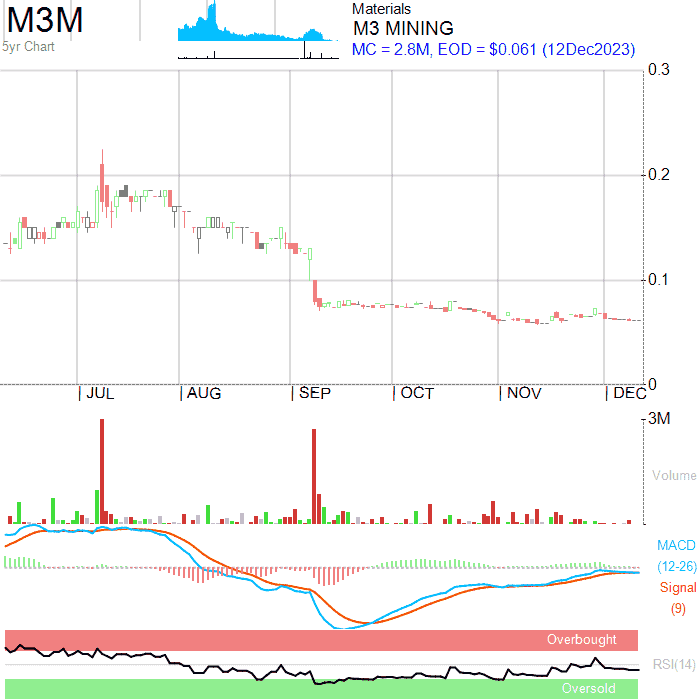 M3M
5yr Chart
Materials
M3 MINING
MC = 2.8M, EOD = $0.061 (12Dec2023)
0.3
0.2
0.1
0
JUL AUG SEP OCT NOV DEC
3M
Volume
MACD
(12-26)
Signal
(9)
Overbought
RSI(14)
Oversold